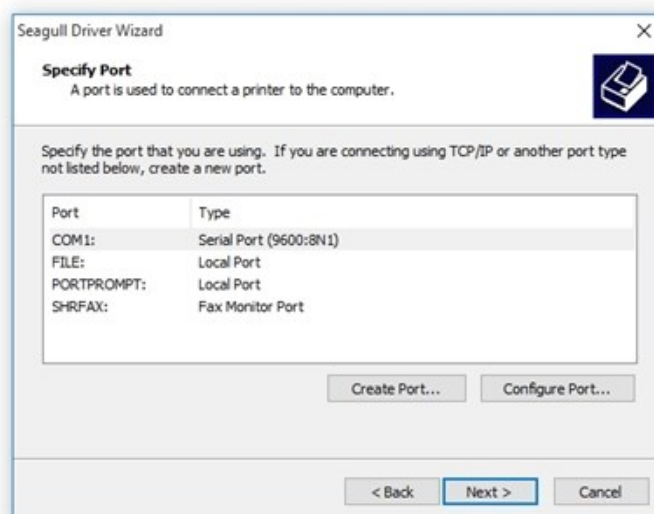 Seagull Driver Wizard
Specify Port
A port is used to connect a printer to the computer.
Specify the port that you are using. If you are connecting using TCP/IP or another port type
not listed below, create a new port.
Port Type
COM1: Serial Port (9600:8N1)
FILE: Local Port
PORTPROMPT: Local Port
SHRFAX: Fax Monitor Port
Create Port... Configure Port...
< Back Next > Cancel